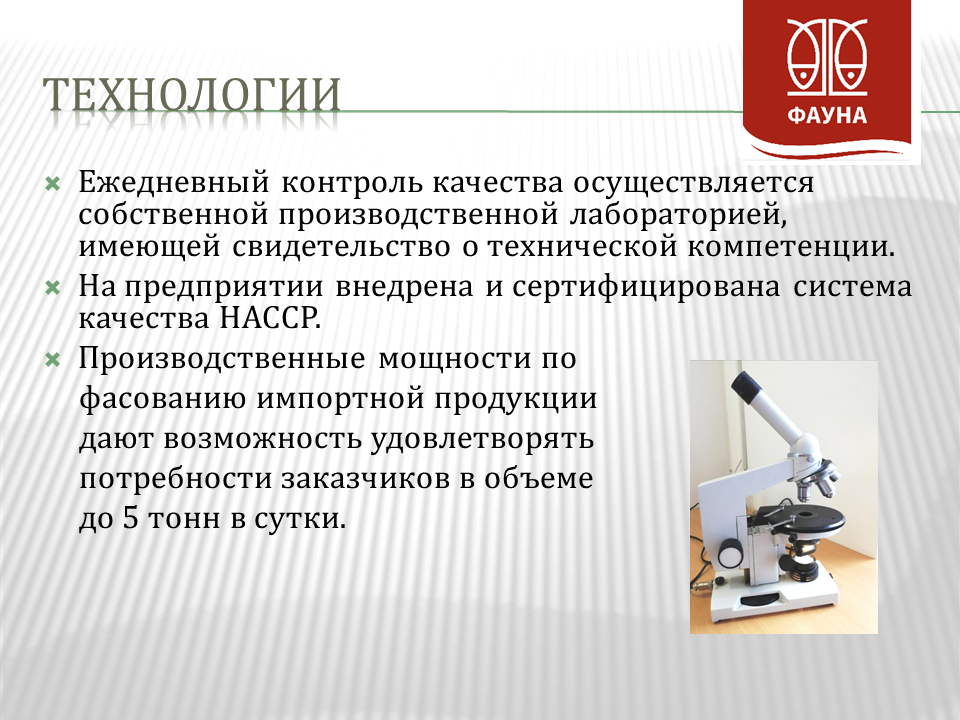 ТЕХНОЛОГИИ
ФАУНА
Ежедневный контроль качества осуществляется
собственной производственной лабораторией,
имеющей свидетельство о технической компетенции.
На предприятии внедрена и сертифицирована система
качества НАССР.
Производственные мощности по
фасованию импортной продукции
дают возможность удовлетворять
потребности заказчиков в объеме
до 5 тонн в сутки.